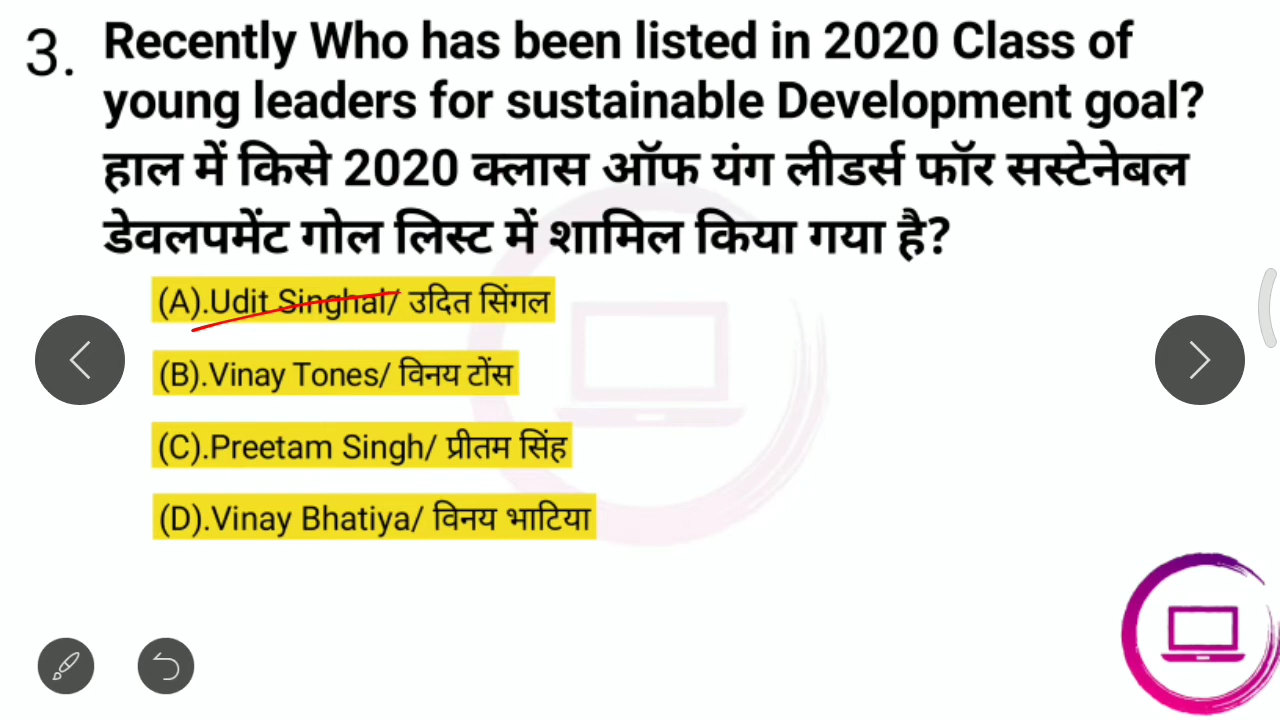 3. Recently Who has been listed in 2020 Class of
young leaders for sustainable Development goal?
हाल में किसे 2020 क्लास ऑफ यंग लीडर्स फॉर सस्टेनेबल
डेवलपमेंट गोल लिस्ट में शामिल किया गया है?
(A).Udit Singhal/ उदित सिंगल
(B).Vinay Tones/ विनय टोंस
(C).Preetam Singh/ प्रीतम सिंह
(D).Vinay Bhatiya/ विनय भाटिया